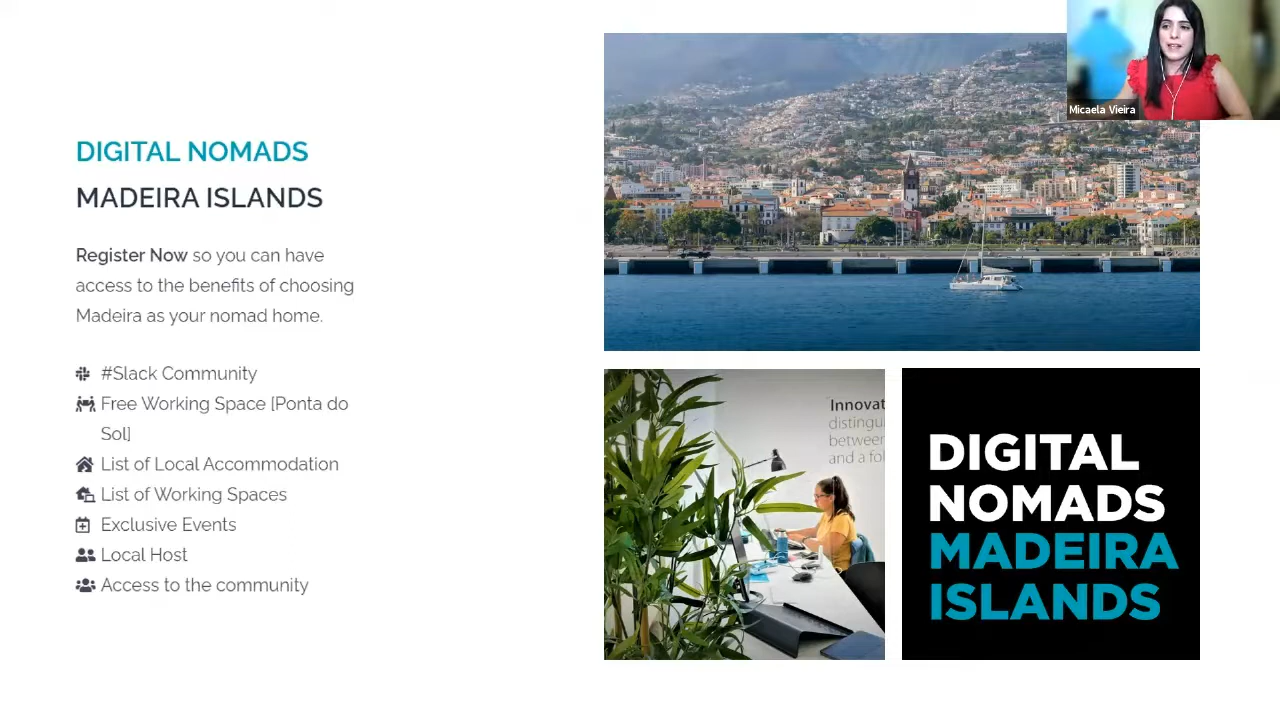 DIGITAL NOMADS
MADEIRA ISLANDS
Register Now so you can have
access to the benefits of choosing
Madeira as your nomad home.
#Slack Community
Free Working Space [Ponta do
Sol]
List of Local Accommodation
List of Working Spaces
Exclusive Events
Local Host
Access to the community
Micaela Vieira
Innovat
distingu
between
and a fol
DIGITAL
NOMADS
MADEIRA
ISLANDS